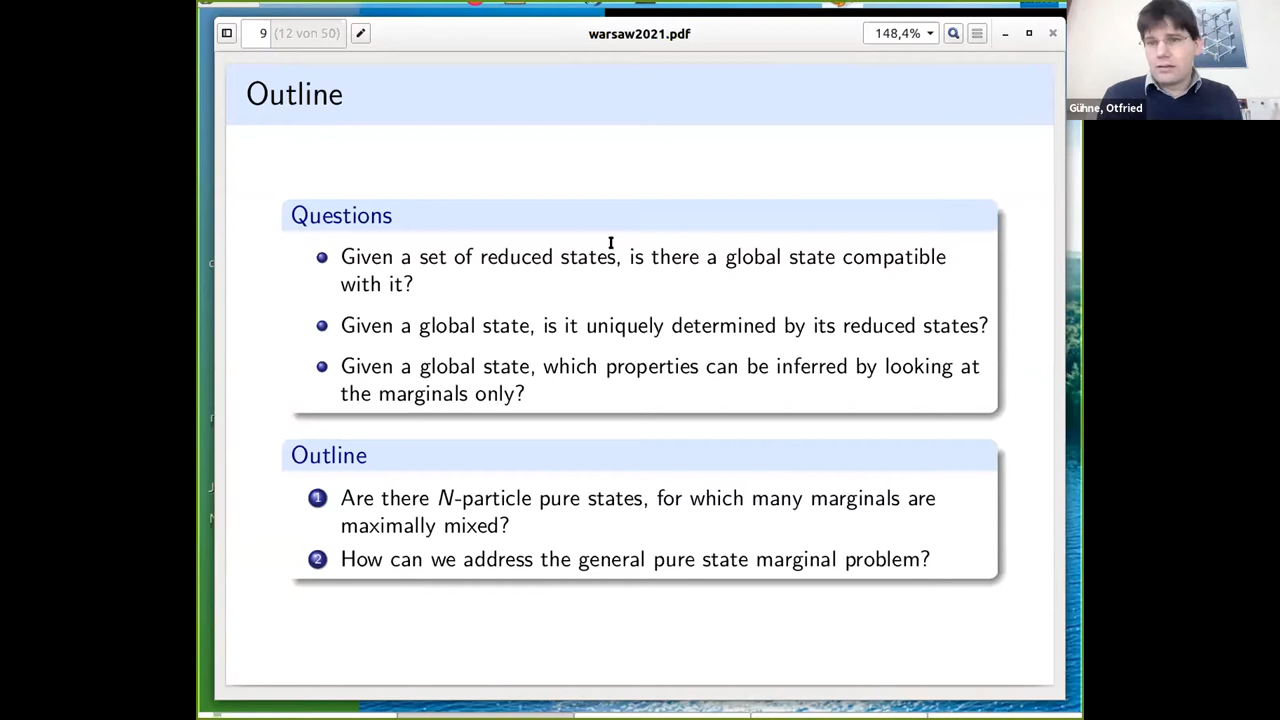 9 (12 von 50)
warsaw2021.pdf
148,4%
Gühne, Otfried
Outline
Questions
Given a set of reduced states, is there a global state compatible
with it?
Given a global state, is it uniquely determined by its reduced states?
Given a global state, which properties can be inferred by looking at
the marginals only?
Outline
1 Are there N-particle pure states, for which many marginals are
maximally mixed?
2 How can we address the general pure state marginal problem?